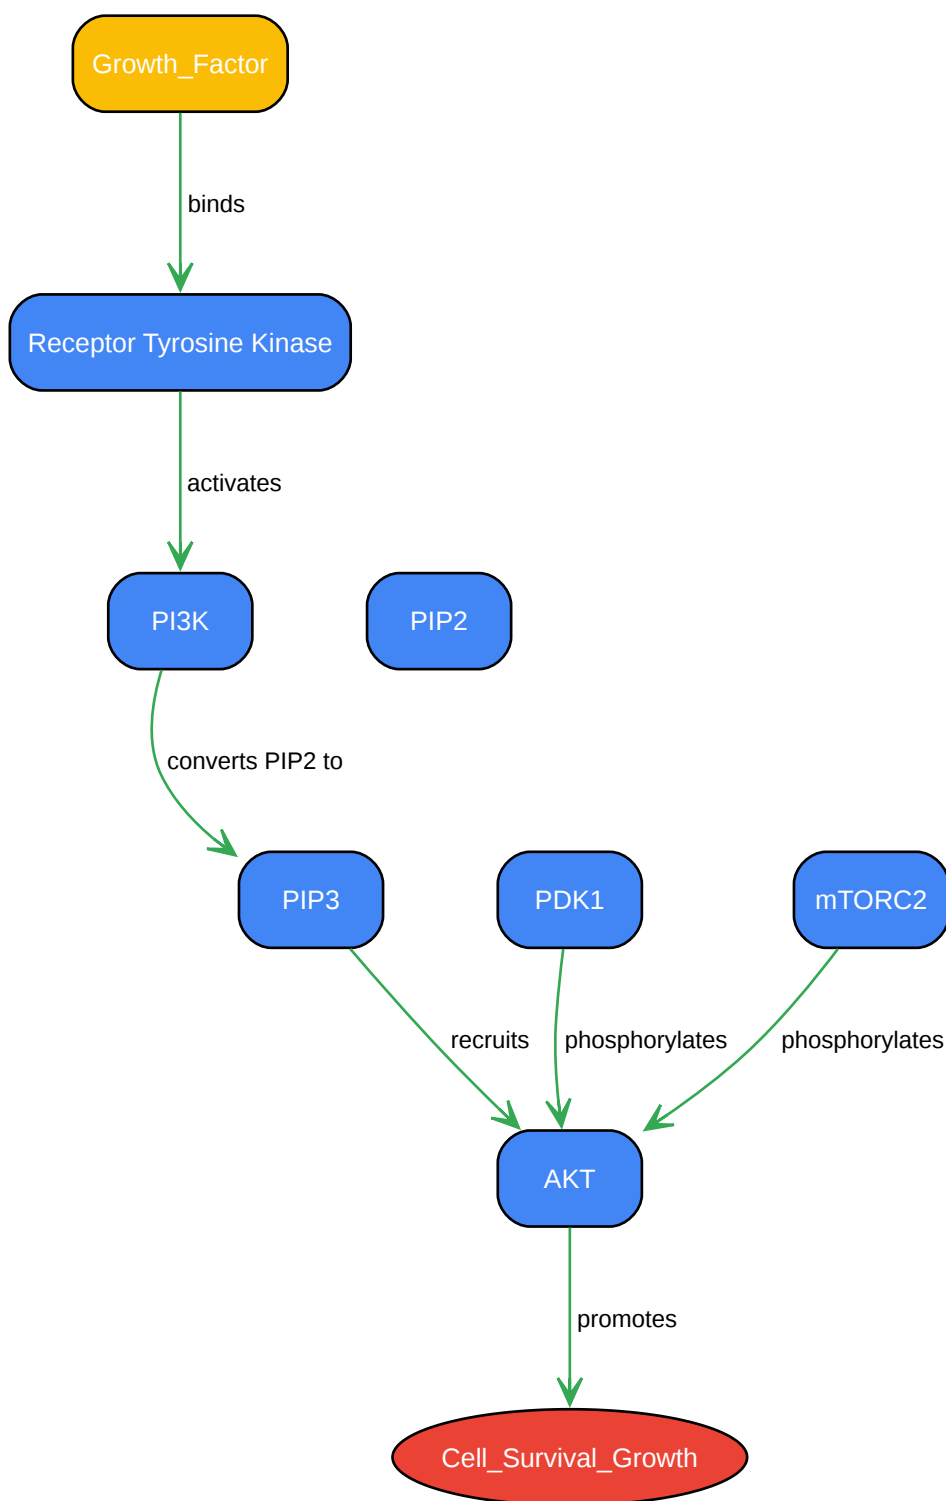 Growth_Factor
binds
Receptor Tyrosine Kinase
activates
PI3K
PIP2
converts PIP2 to
PIP3
PDK1
mTORC2
recruits
phosphorylates
phosphorylates
AKT
promotes
Cell_Survival_Growth